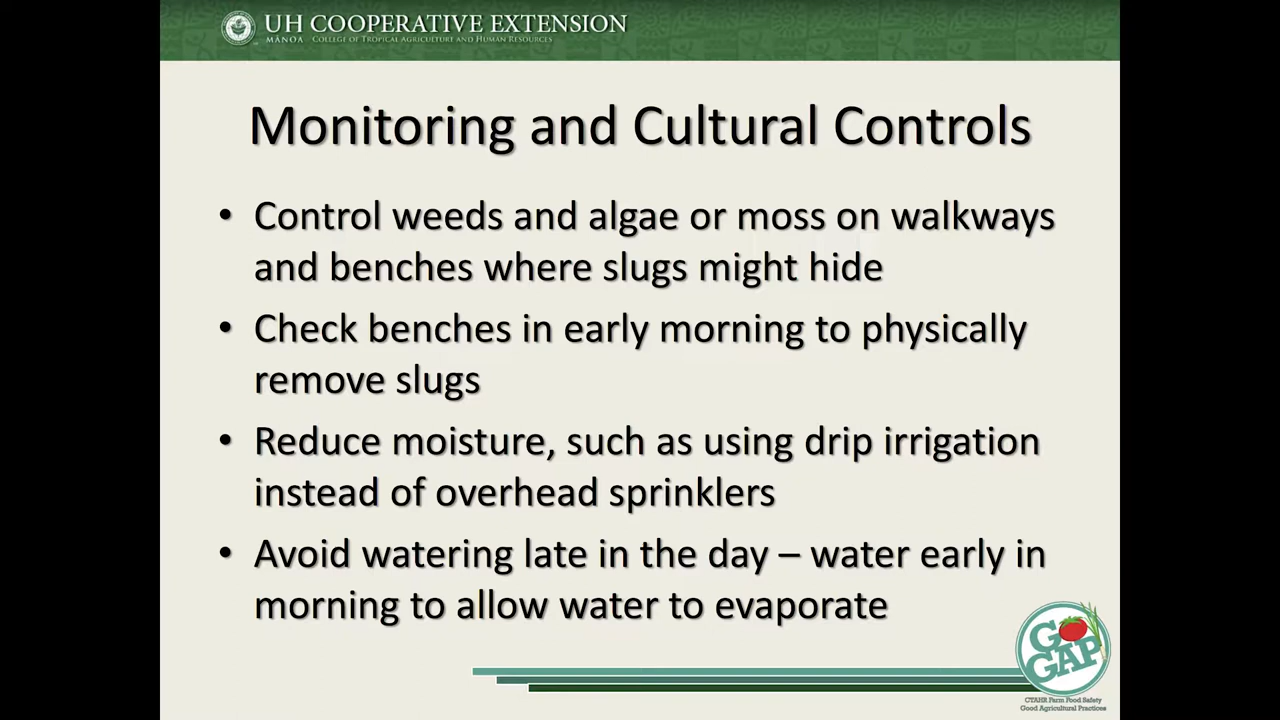 UH COOPERATIVE EXTENSION
MĀNOA COLLEGE OF TROPICAL AGRICULTURE AND HUMAN RESOURCES
Monitoring and Cultural Controls
• Control weeds and algae or moss on walkways
and benches where slugs might hide
• Check benches in early morning to physically
remove slugs
• Reduce moisture, such as using drip irrigation
instead of overhead sprinklers
• Avoid watering late in the day – water early in
morning to allow water to evaporate
GO
GAP
CTAHR Farm Food Safety
Good Agricultural Practices